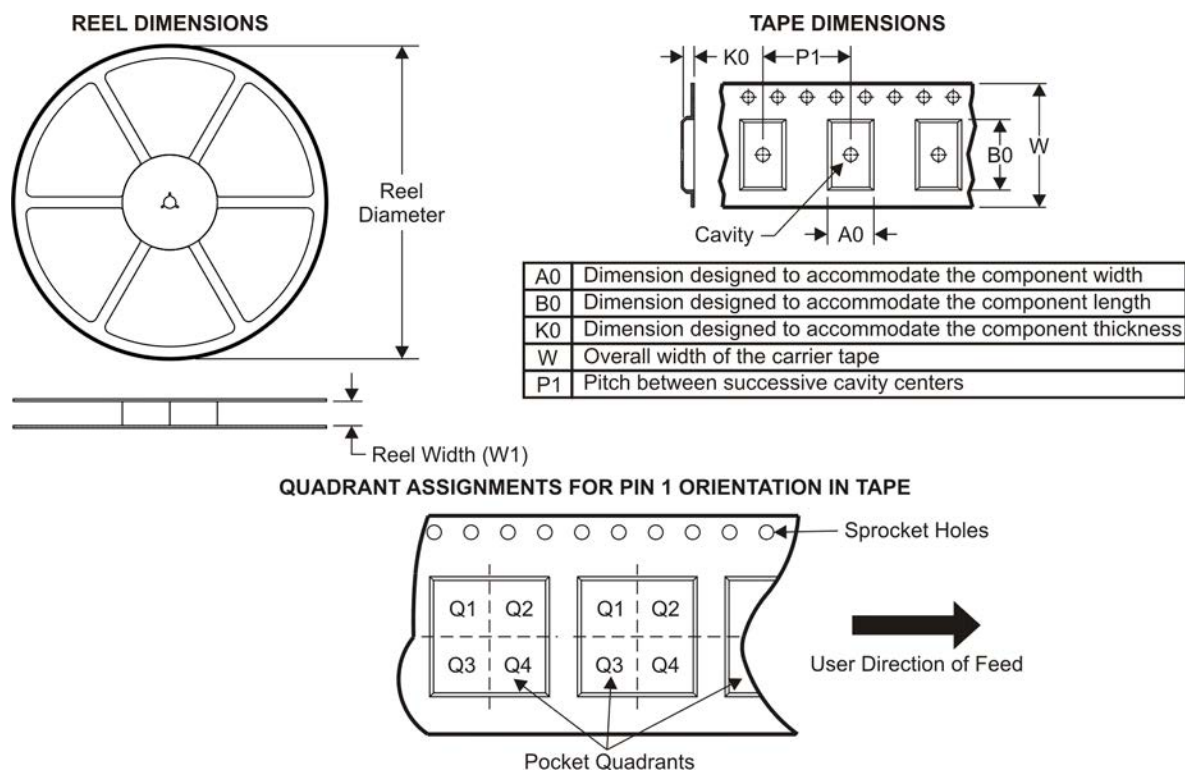 REEL DIMENSIONS
Reel
Diameter
Reel Width (W1)
TAPE DIMENSIONS
K0
P1
B0
W
Cavity
A0
A0 Dimension designed to accommodate the component width
B0 Dimension designed to accommodate the component length
K0 Dimension designed to accommodate the component thickness
W Overall width of the carrier tape
P1 Pitch between successive cavity centers
QUADRANT ASSIGNMENTS FOR PIN 1 ORIENTATION IN TAPE
Sprocket Holes
Q1 Q2 Q1 Q2
Q3 Q4 Q3 Q4
User Direction of Feed
Pocket Quadrants